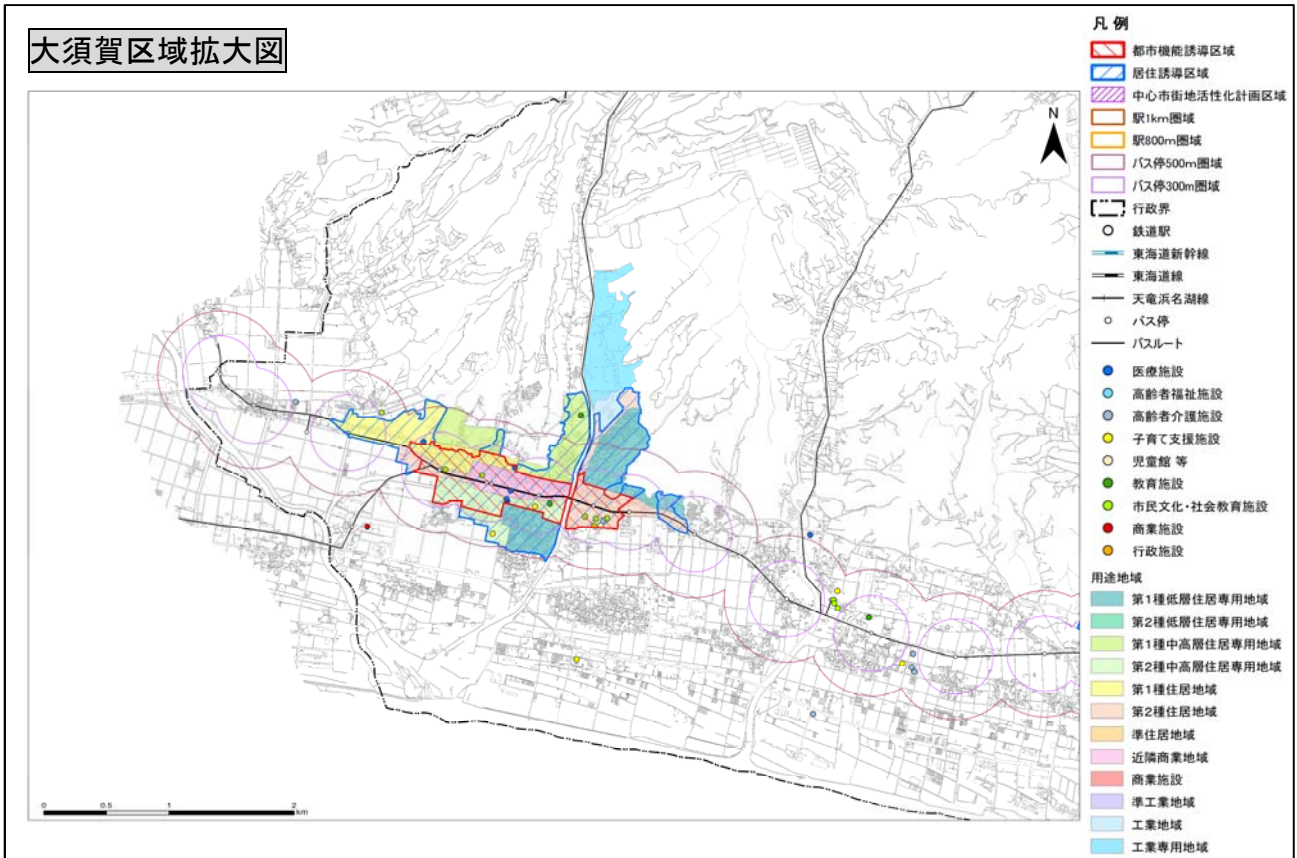 大須賀区域拡大図
凡 例
都市機能誘導区域
居住誘導区域
中心市街地活性化計画区域
駅1km圏域
駅800m圏域
バス停500m圏域
バス停300m圏域
行政界
鉄道駅
東海道新幹線
東海道線
天竜浜名湖線
バス停
バスルート
医療施設
高齢者福祉施設
高齢者介護施設
子育て支援施設
児童館 等
教育施設
市民文化・社会教育施設
商業施設
行政施設
用途地域
第1種低層住居専用地域
第2種低層住居専用地域
第1種中高層住居専用地域
第2種中高層住居専用地域
第1種住居地域
第2種住居地域
準住居地域
近隣商業地域
商業施設
準工業地域
工業地域
工業専用地域
N
0 0.5 1 2
km